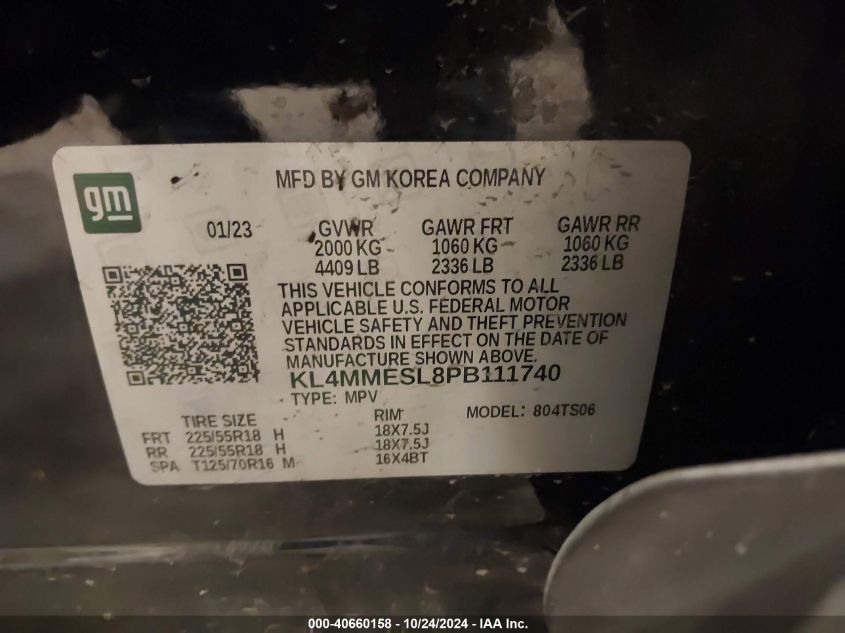 gm
MFD BY GM KOREA COMPANY
01/23
GVWR GAWR FRT GAWR RR
2000 KG 1060 KG 1060 KG
4409 LB 2336 LB 2336 LB
THIS VEHICLE CONFORMS TO ALL
APPLICABLE U.S. FEDERAL MOTOR
VEHICLE SAFETY AND THEFT PREVENTION
STANDARDS IN EFFECT ON THE DATE OF
MANUFACTURE SHOWN ABOVE.
KL4MMESL8PB111740
TYPE: MPV MODEL: 804TS06
TIRE SIZE RIM
FRT 225/55R18 H 18X7.5J
RR 225/55R18 H 18X7.5J
SPA T125/70R16 M 16X4BT
000-40660158 - 10/24/2024 - IAA Inc.